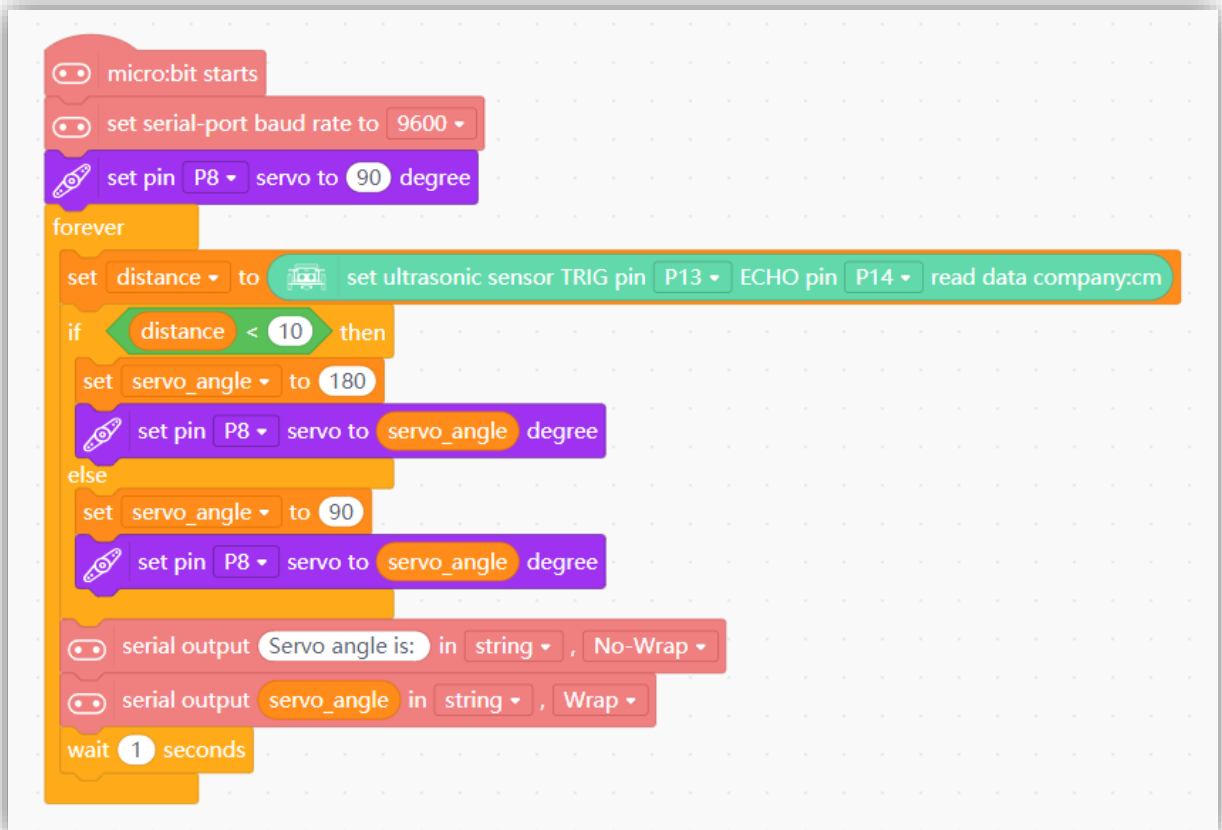 micro:bit starts
set serial-port baud rate to 9600
set pin P8 servo to 90 degree
forever
set distance to set ultrasonic sensor TRIG pin P13 ECHO pin P14 read data company:cm
if distance < 10 then
set servo_angle to 180
set pin P8 servo to servo_angle degree
else
set servo_angle to 90
set pin P8 servo to servo_angle degree
serial output Servo angle is: in string , No-Wrap
serial output servo_angle in string , Wrap
wait 1 seconds